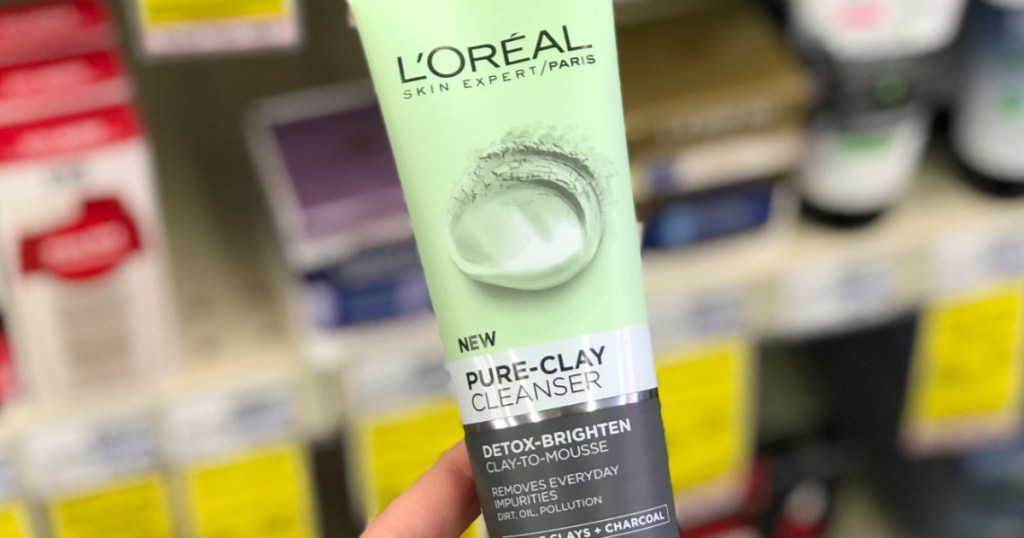 L'ORÉAL
SKIN EXPERT/PARIS
NEW
PURE-CLAY
CLEANSER
DETOX-BRIGHTEN
CLAY-TO-MOUSSE
REMOVES EVERYDAY
IMPURITIES
DIRT, OIL, POLLUTION
CLAYS + CHARCOAL